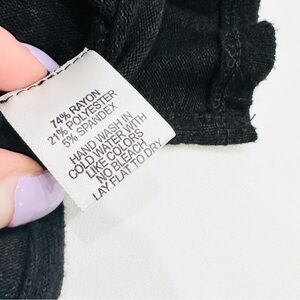 74% RAYON
21% POLYESTER
5% SPANDEX
HAND WASH IN
COLD WATER WITH
LIKE COLORS
NO BLEACH
LAY FLAT TO DRY